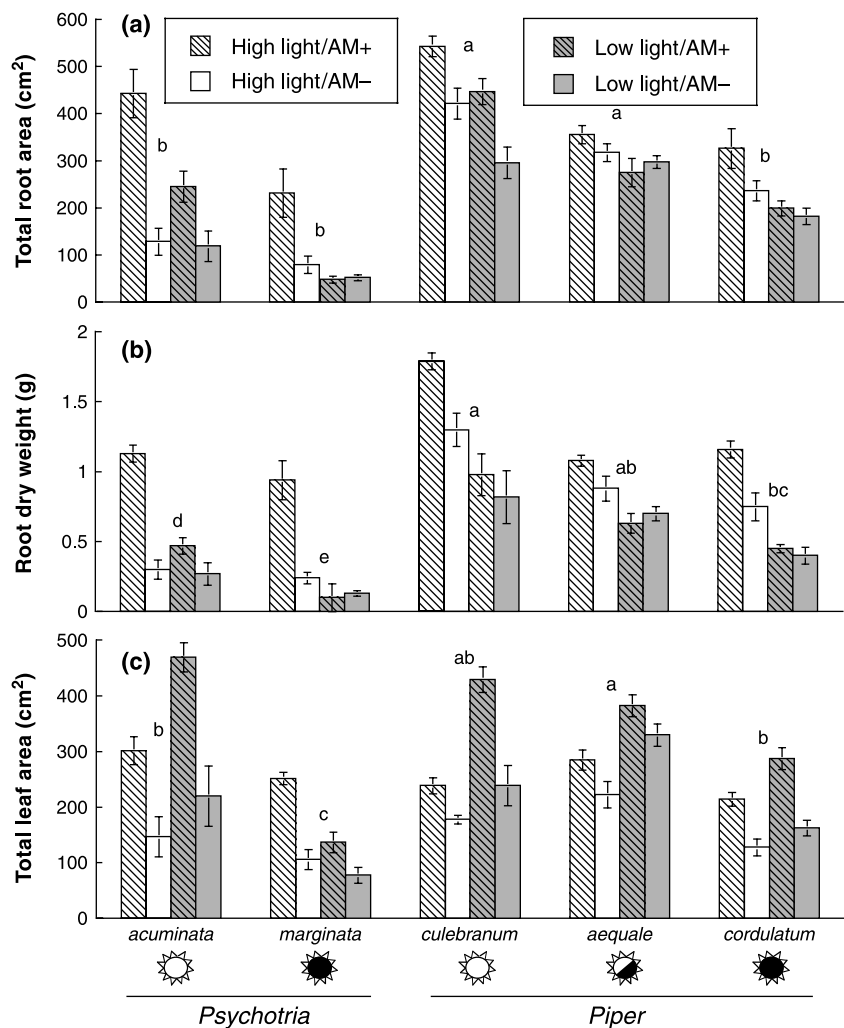 (a)
High light/AM+
High light/AM–
Low light/AM+
Low light/AM–
Total root area (cm²)
600
500
400
300
200
100
0
b
b
a
a
b
(b)
Root dry weight (g)
2
1.5
1
0.5
0
d
e
a
ab
bc
(c)
Total leaf area (cm²)
500
400
300
200
100
0
b
c
ab
a
b
acuminata marginata culebranum aequale cordulatum
Psychotria Piper